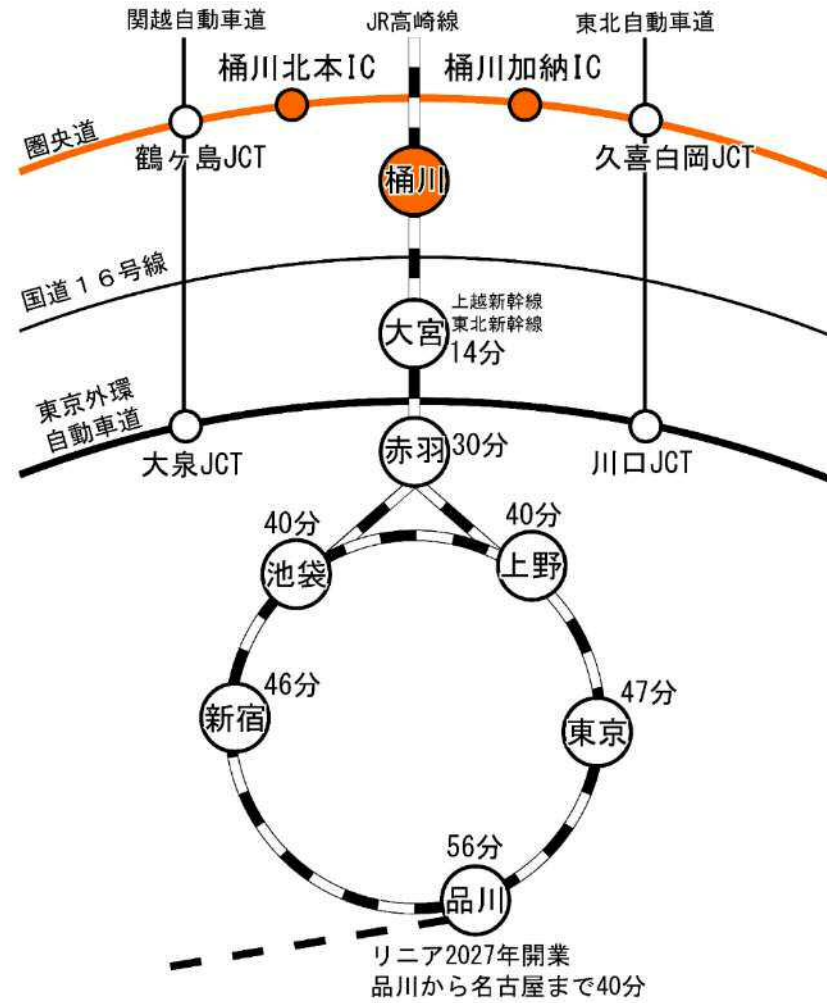 関越自動車道
JR高崎線
東北自動車道
桶川北本IC
桶川加納IC
圏央道
鶴ヶ島JCT
久喜白岡JCT
桶川
国道16号線
上越新幹線
東北新幹線
大宮
14分
東京外環
自動車道
大泉JCT
赤羽
30分
川口JCT
40分
池袋
40分
上野
46分
新宿
47分
東京
56分
品川
リニア2027年開業
品川から名古屋まで40分